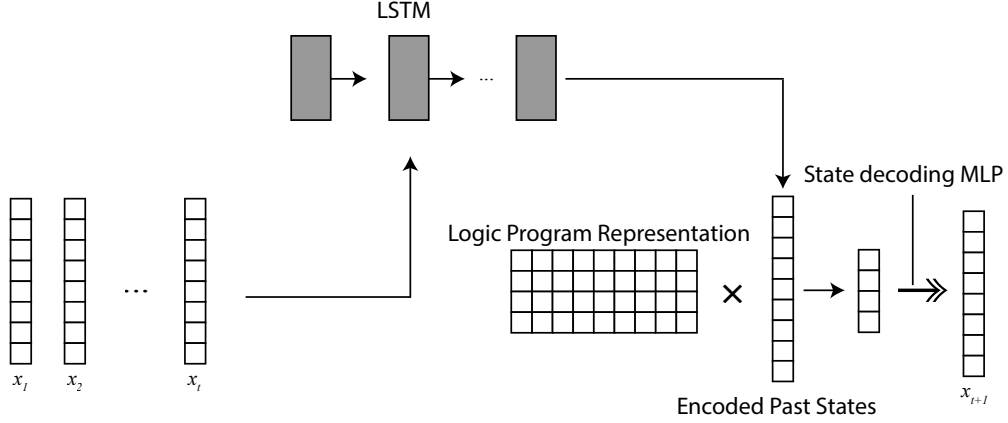 LSTM
...
State decoding MLP
Logic Program Representation
×
...
x1 x2 xt
Encoded Past States
xt+1